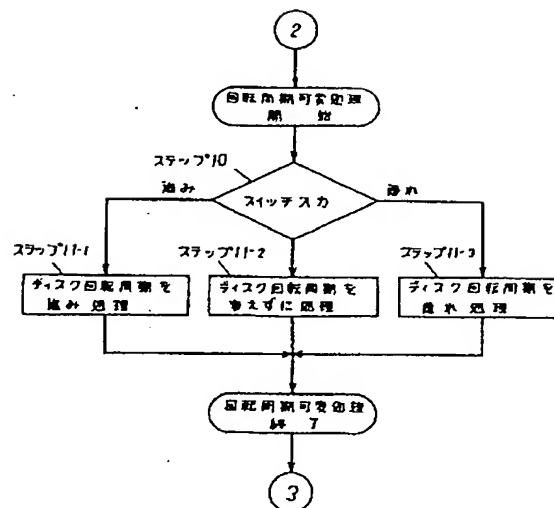 2
回転周期可変処理
開 始
ステップ10
進み
スイッチ入力
遅れ
ステップ11-1
ステップ11-2
ステップ11-3
ディスク回転周期を
進み 処理
ディスク回転周期を
変えずに処理
ディスク回転周期を
遅れ 処理
回転周期可変処理
終 了
3